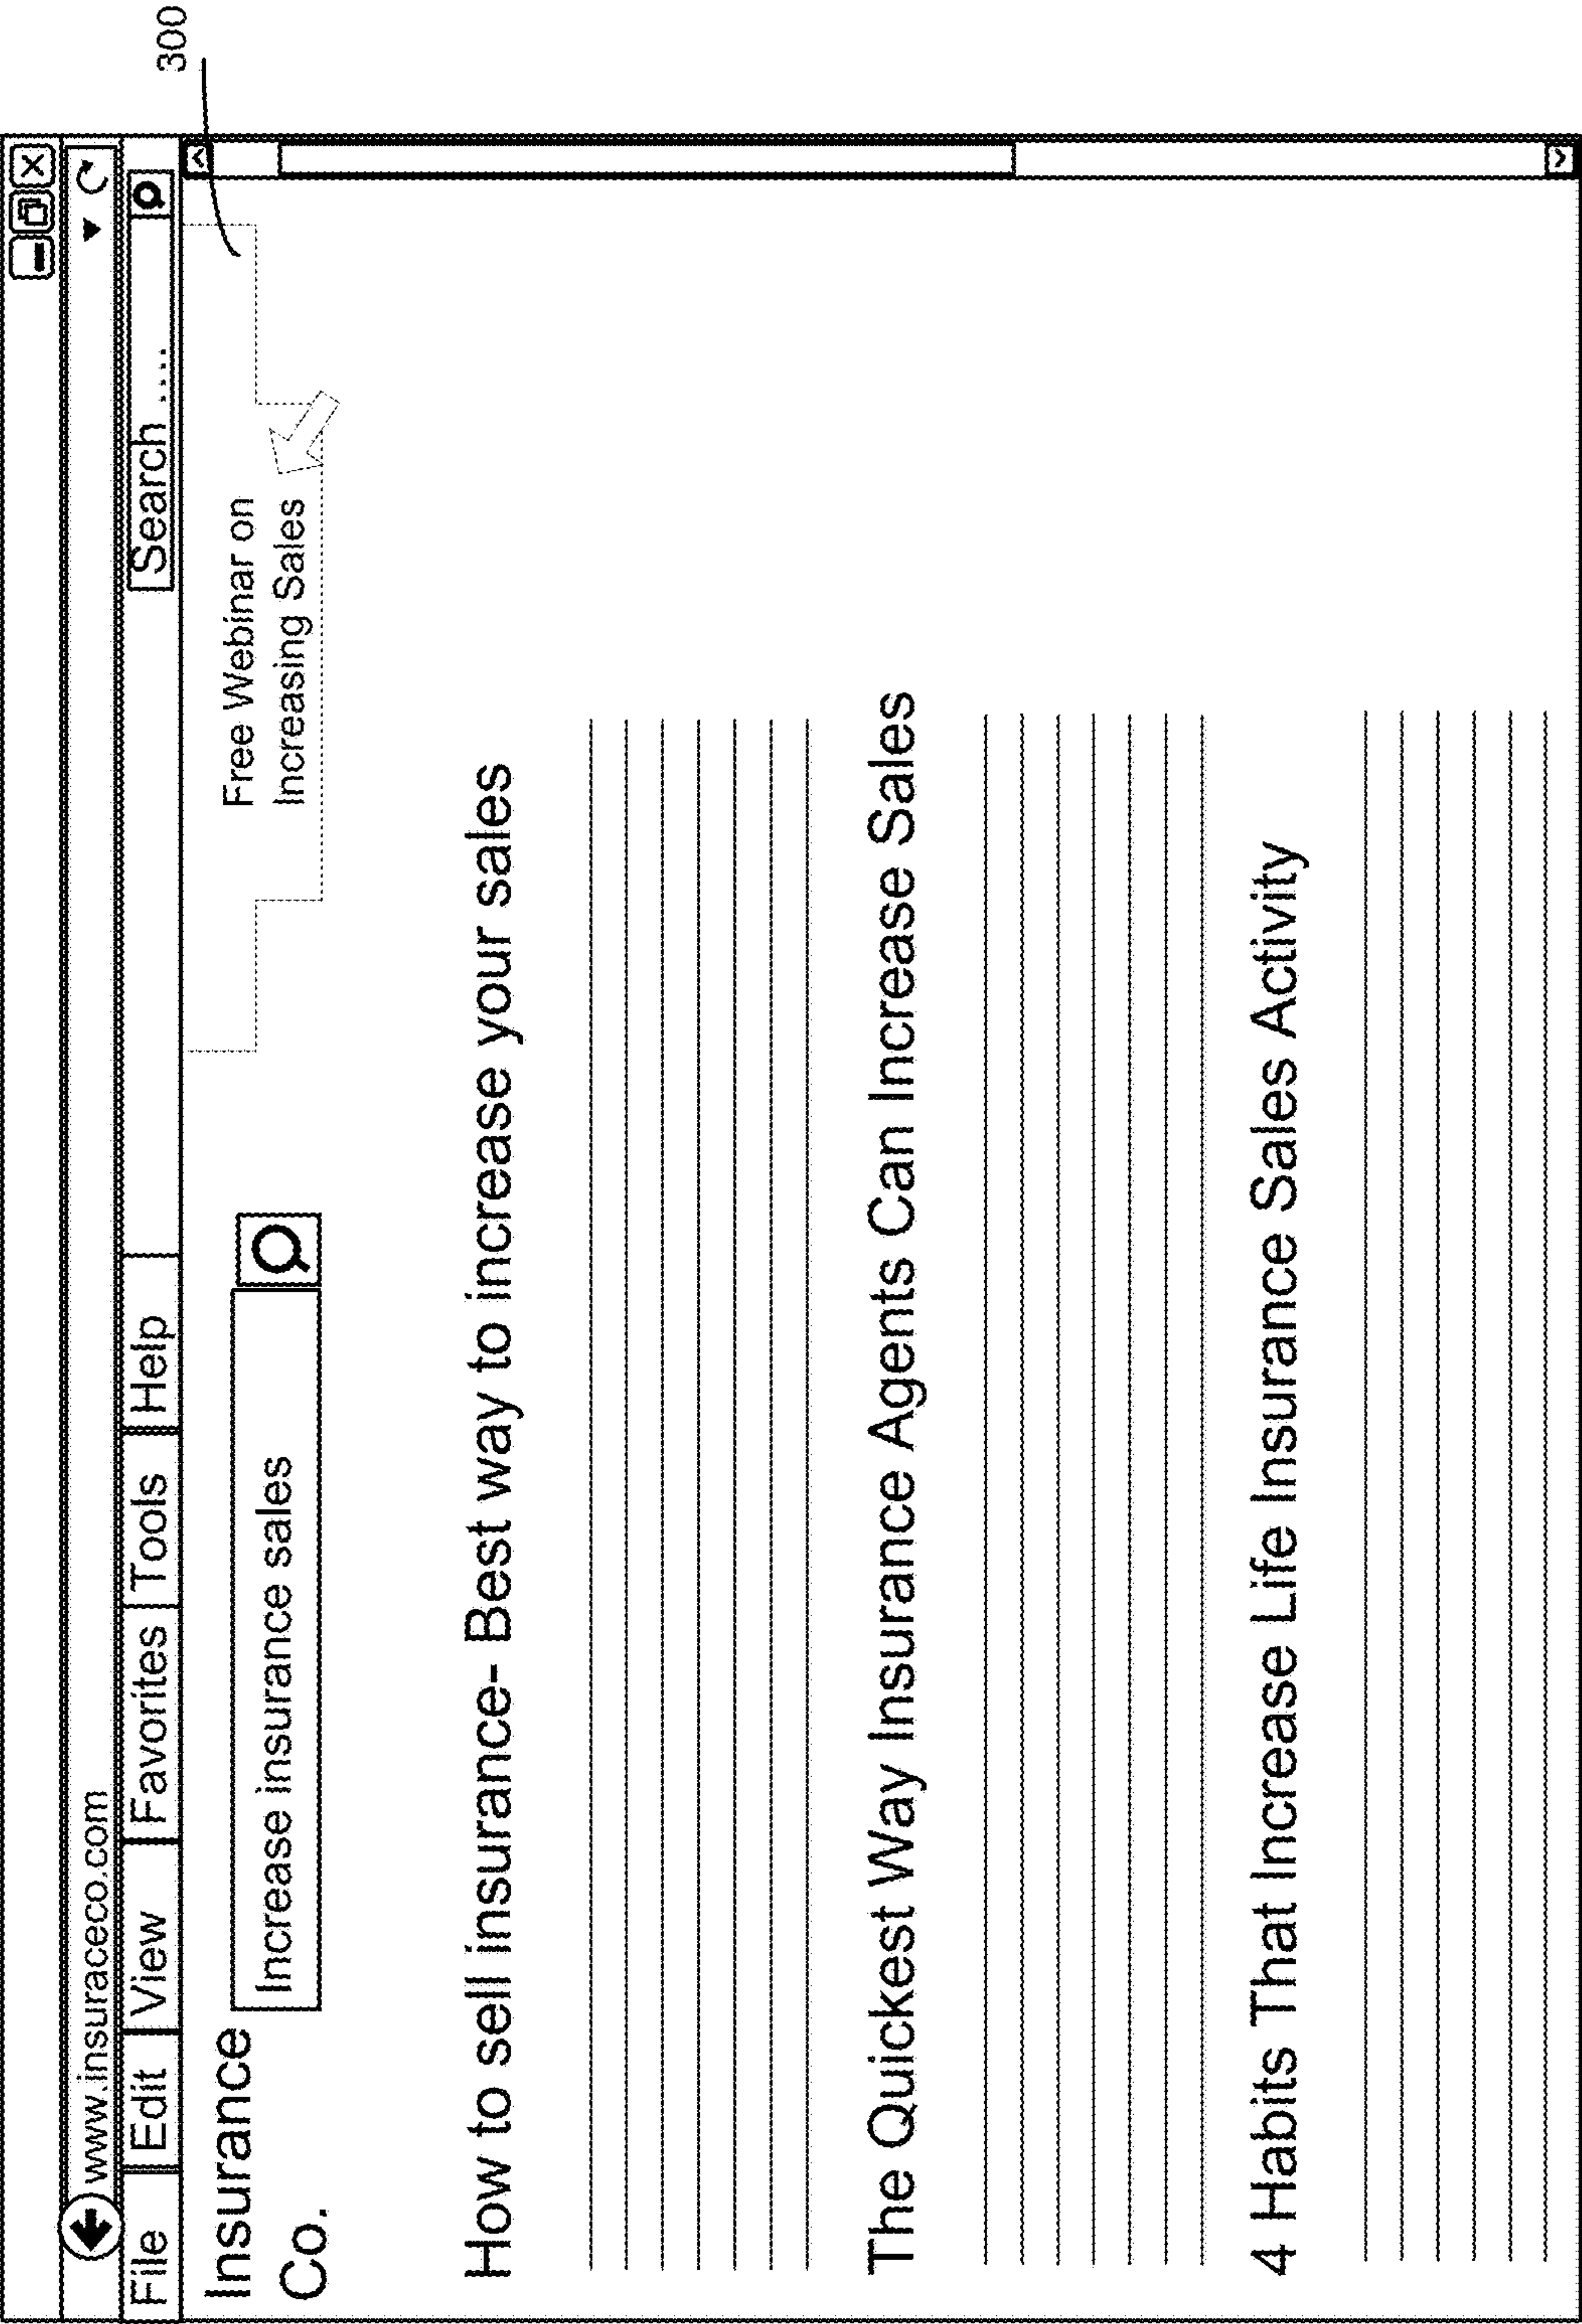 300
www.insuraceco.com
File Edit View Favorites Tools Help Search ....
Insurance
Co.
Increase insurance sales
Free Webinar on
Increasing Sales
How to sell insurance- Best way to increase your sales
The Quickest Way Insurance Agents Can Increase Sales
4 Habits That Increase Life Insurance Sales Activity